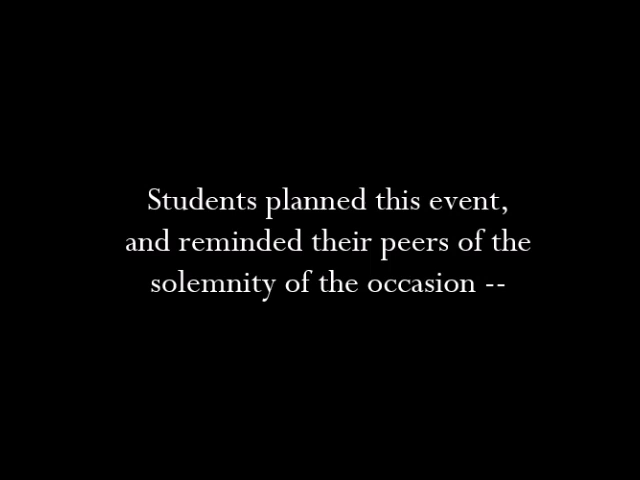 Students planned this event,
and reminded their peers of the
solemnity of the occasion --